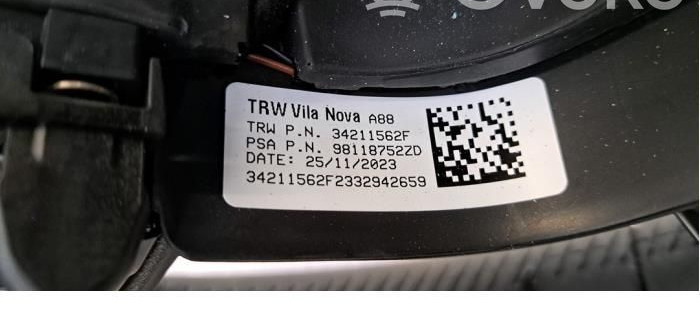 TRW Vila Nova A88
TRW P.N. 34211562F
PSA P.N. 98118752ZD
DATE: 25/11/2023
34211562F2332942659